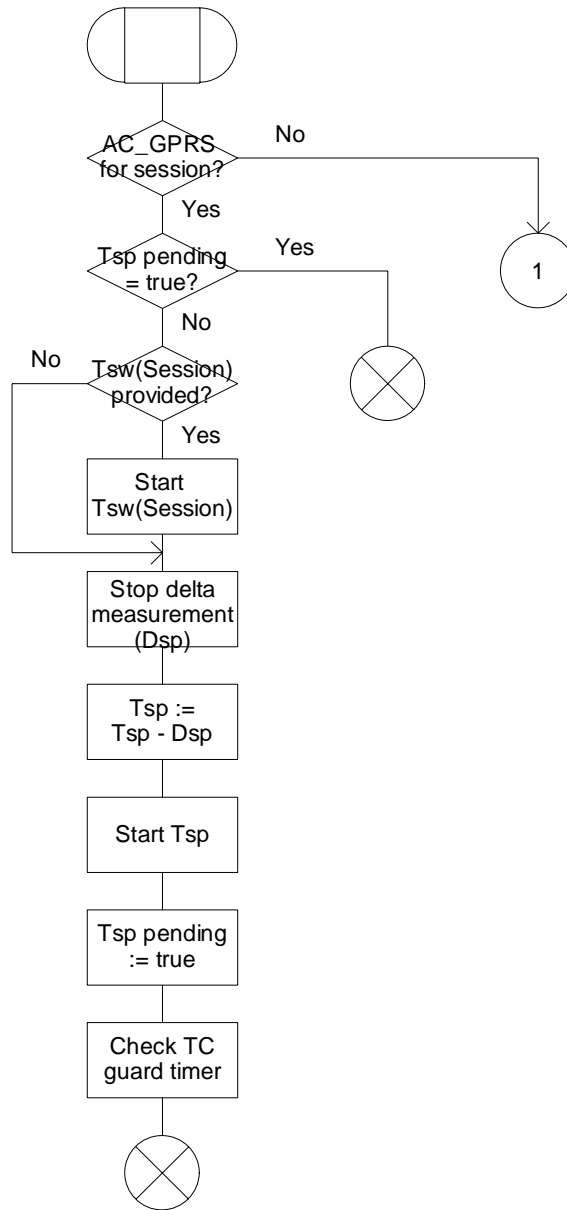 AC_GPRS
for session?
No
Yes
1
Tsp pending
= true?
Yes
No
No
Tsw(Session)
provided?
Yes
Start
Tsw(Session)
Stop delta
measurement
(Dsp)
Tsp :=
Tsp - Dsp
Start Tsp
Tsp pending
:= true
Check TC
guard timer